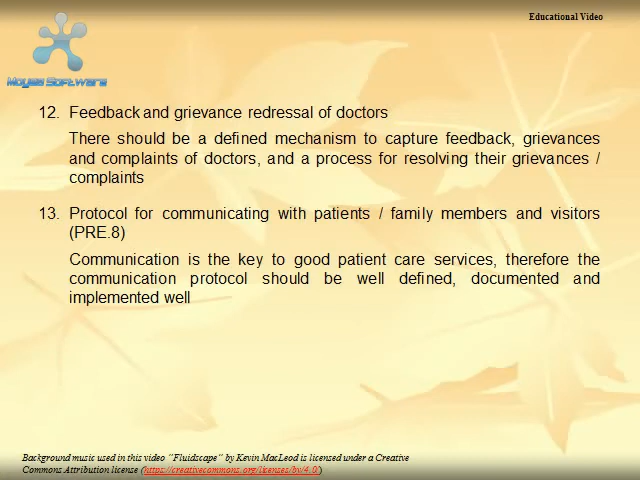 Educational Video
Moyae Software
12. Feedback and grievance redressal of doctors
There should be a defined mechanism to capture feedback, grievances
and complaints of doctors, and a process for resolving their grievances /
complaints
13. Protocol for communicating with patients / family members and visitors
(PRE.8)
Communication is the key to good patient care services, therefore the
communication protocol should be well defined, documented and
implemented well
Background music used in this video "Fluidscape" by Kevin MacLeod is licensed under a Creative
Commons Attribution license (https://creativecommons.org/licenses/by/4.0/)